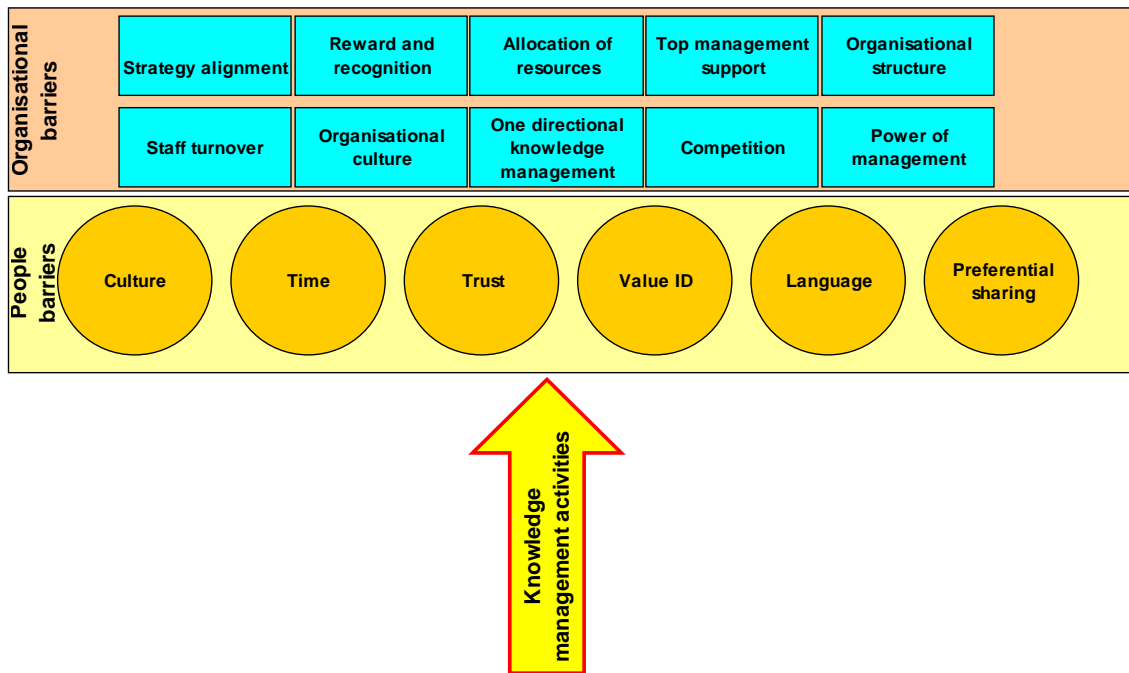 Organisational
barriers
Strategy alignment
Reward and
recognition
Allocation of
resources
Top management
support
Organisational
structure
Staff turnover
Organisational
culture
One directional
knowledge
management
Competition
Power of
management
People
barriers
Culture
Time
Trust
Value ID
Language
Preferential
sharing
Knowledge
management activities